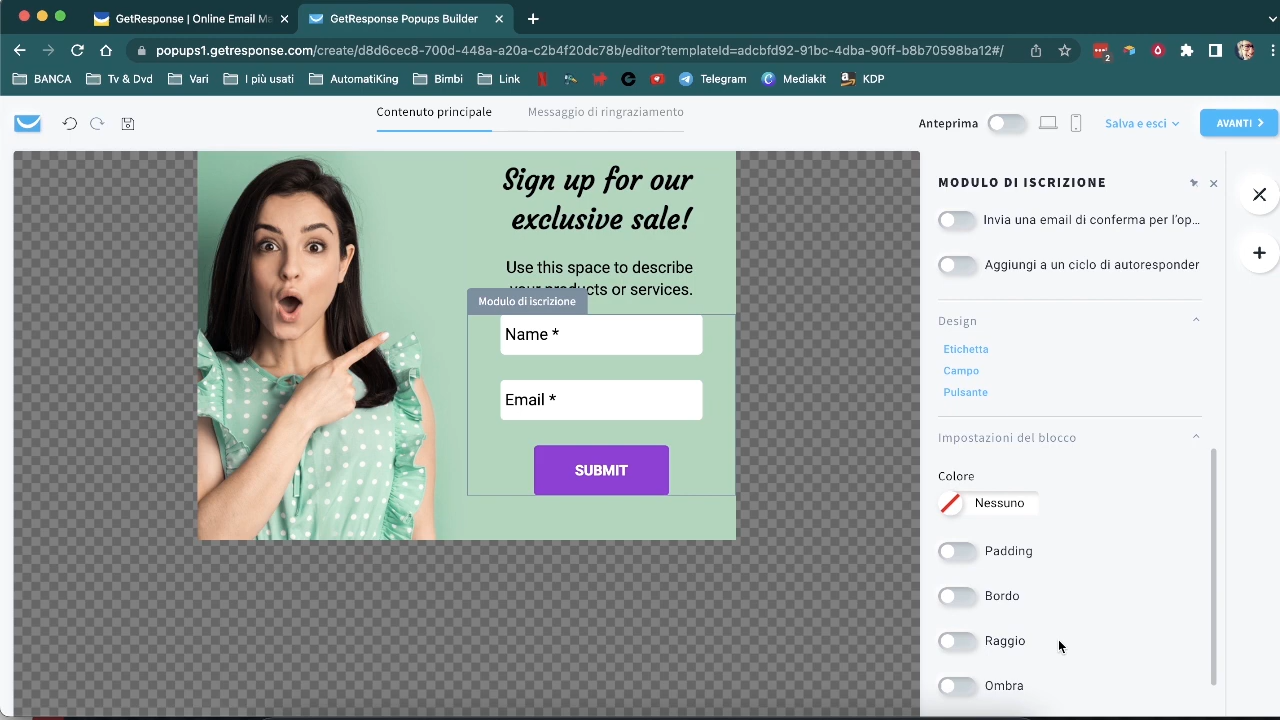 GetResponse | Online Email Ma
GetResponse Popups Builder
popups1.getresponse.com/create/d8d6cec8-700d-448a-a20a-c2b4f20dc78b/editor?templateId=adcbfd92-91bc-4dba-90ff-b8b70598ba12#/
2
BANCA
Tv & Dvd
Vari
I più usati
AutomatiKing
Bimbi
Link
Telegram
Mediakit
KDP
Contenuto principale
Messaggio di ringraziamento
Anteprima
Salva e esci
AVANTI
Sign up for our
exclusive sale!
Use this space to describe
your products or services.
Modulo di iscrizione
Name *
Email *
SUBMIT
MODULO DI ISCRIZIONE
Invia una email di conferma per l'op...
Aggiungi a un ciclo di autoresponder
Design
Etichetta
Campo
Pulsante
Impostazioni del blocco
Colore
Nessuno
Padding
Bordo
Raggio
Ombra